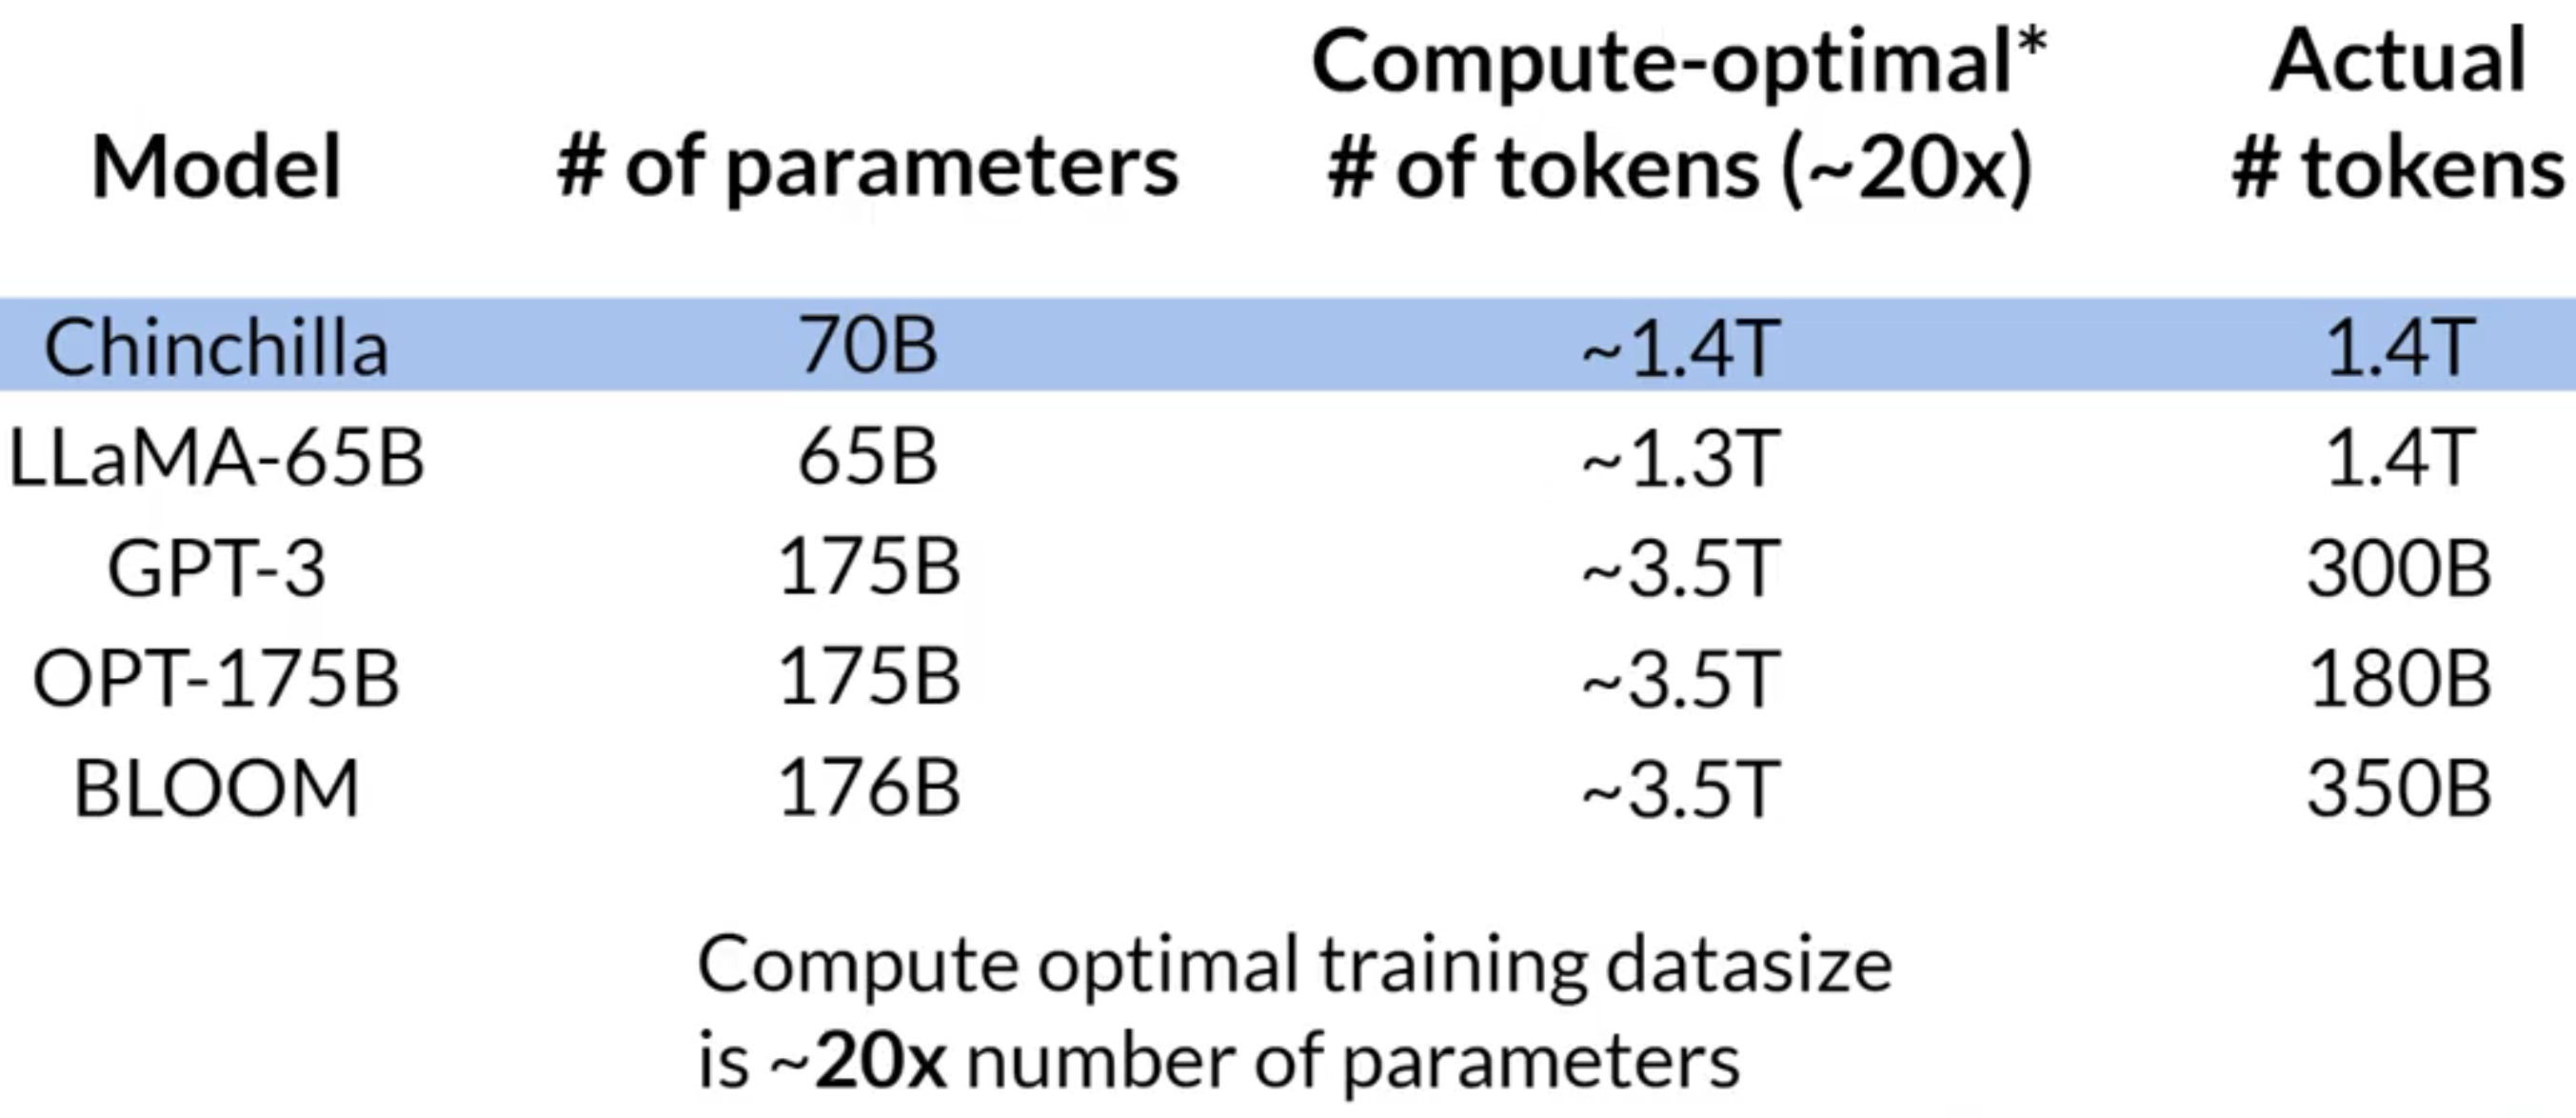 Model # of parameters Compute-optimal* # of tokens (~20x) Actual # tokens
Chinchilla 70B ~1.4T 1.4T
LLaMA-65B 65B ~1.3T 1.4T
GPT-3 175B ~3.5T 300B
OPT-175B 175B ~3.5T 180B
BLOOM 176B ~3.5T 350B
Compute optimal training datasize
is ~20x number of parameters